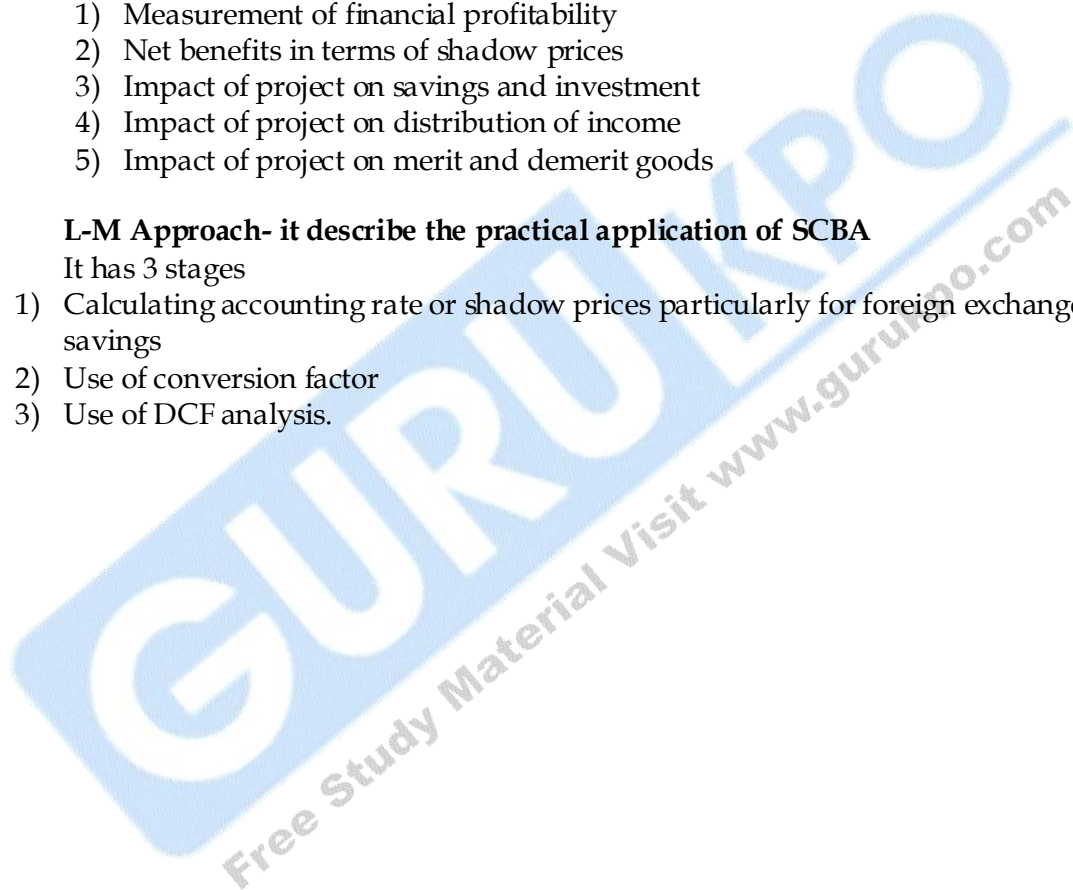 1) Measurement of financial profitability
2) Net benefits in terms of shadow prices
3) Impact of project on savings and investment
4) Impact of project on distribution of income
5) Impact of project on merit and demerit goods
L-M Approach- it describe the practical application of SCBA
It has 3 stages
1) Calculating accounting rate or shadow prices particularly for foreign exchange
savings
2) Use of conversion factor
3) Use of DCF analysis.
GURUKPO
Free Study Material Visit www.gurukpo.com